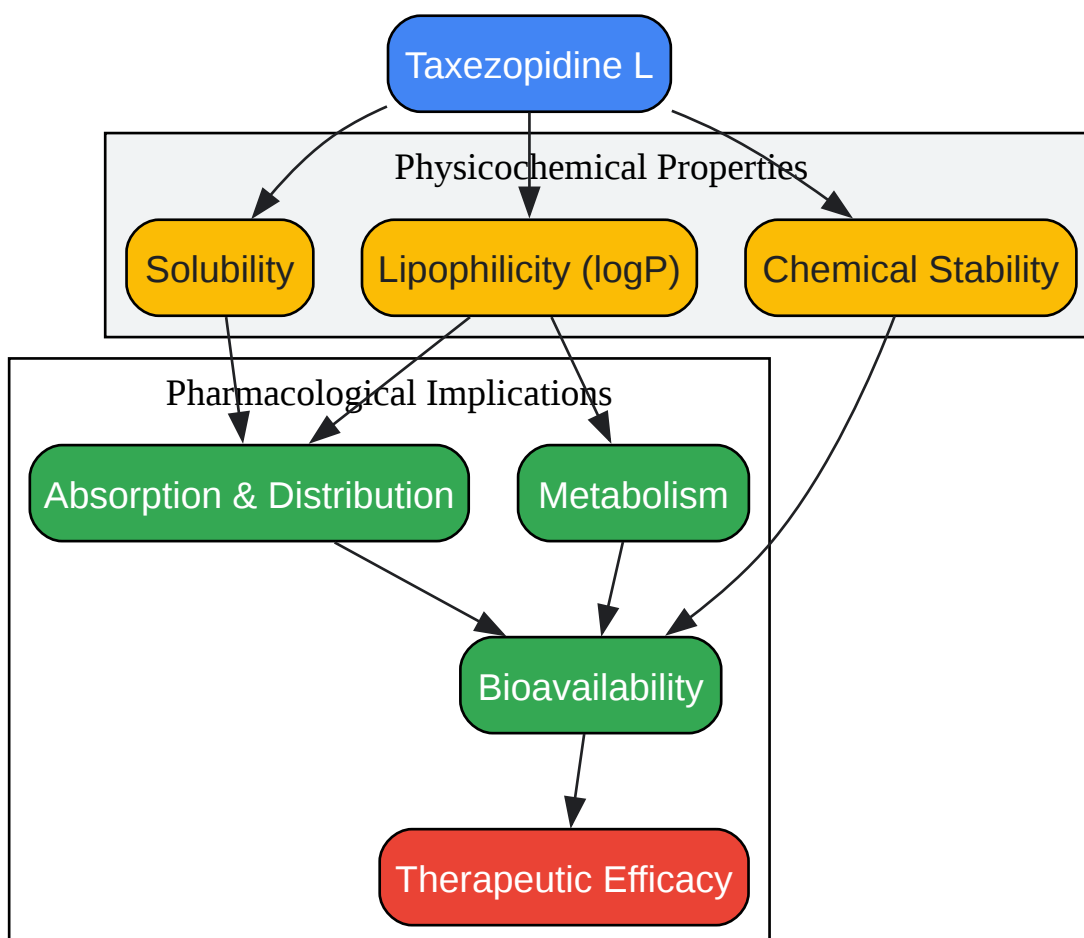 Taxezopidine L
Physicochemical Properties
Solubility
Lipophilicity (logP)
Chemical Stability
Pharmacological Implications
Absorption & Distribution
Metabolism
Bioavailability
Therapeutic Efficacy